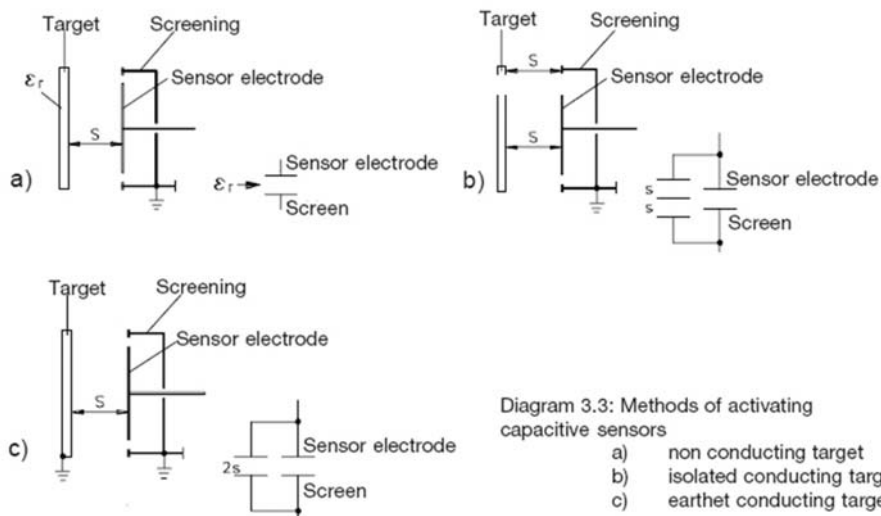 Target
Screening
εr
Sensor electrode
S
a)
εr
Sensor electrode
Screen
Target
S
Screening
Sensor electrode
S
b)
s
s
Sensor electrode
Screen
Target
Screening
Sensor electrode
S
c)
2s
Sensor electrode
Screen
Diagram 3.3: Methods of activating
capacitive sensors
a) non conducting target
b) isolated conducting targ
c) earthet conducting targe